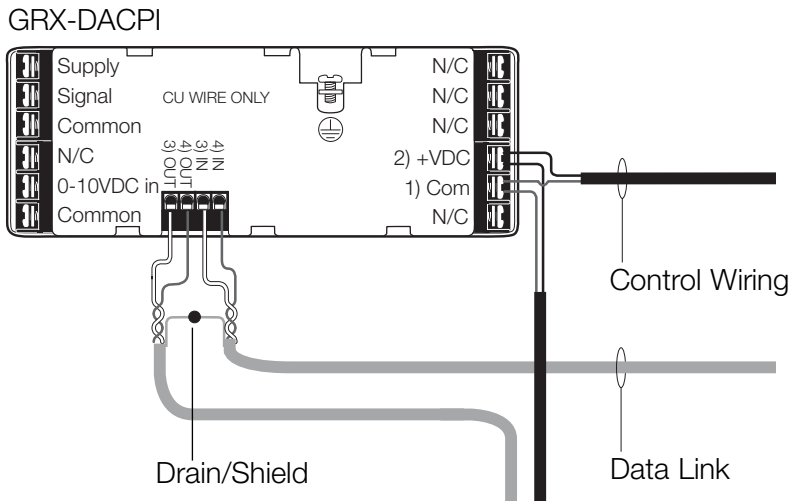 GRX-DACPI
Supply
Signal
Common
N/C
0-10VDC in
Common
CU WIRE ONLY
3) OUT
4) OUT
3) IN
4) IN
N/C
N/C
N/C
2) +VDC
1) Com
N/C
Control Wiring
Drain/Shield
Data Link